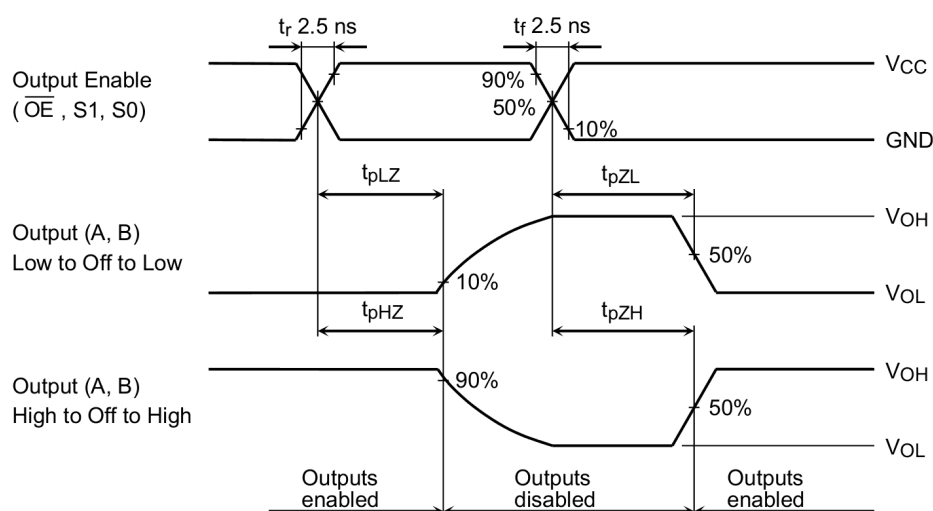 tr 2.5 ns
tf 2.5 ns
Output Enable
( OE , S1, S0)
90%
50%
10%
VCC
GND
tpLZ
tpZL
Output (A, B)
Low to Off to Low
10%
50%
VOH
VOL
tpHZ
tpZH
Output (A, B)
High to Off to High
90%
50%
VOH
VOL
Outputs
enabled
Outputs
disabled
Outputs
enabled